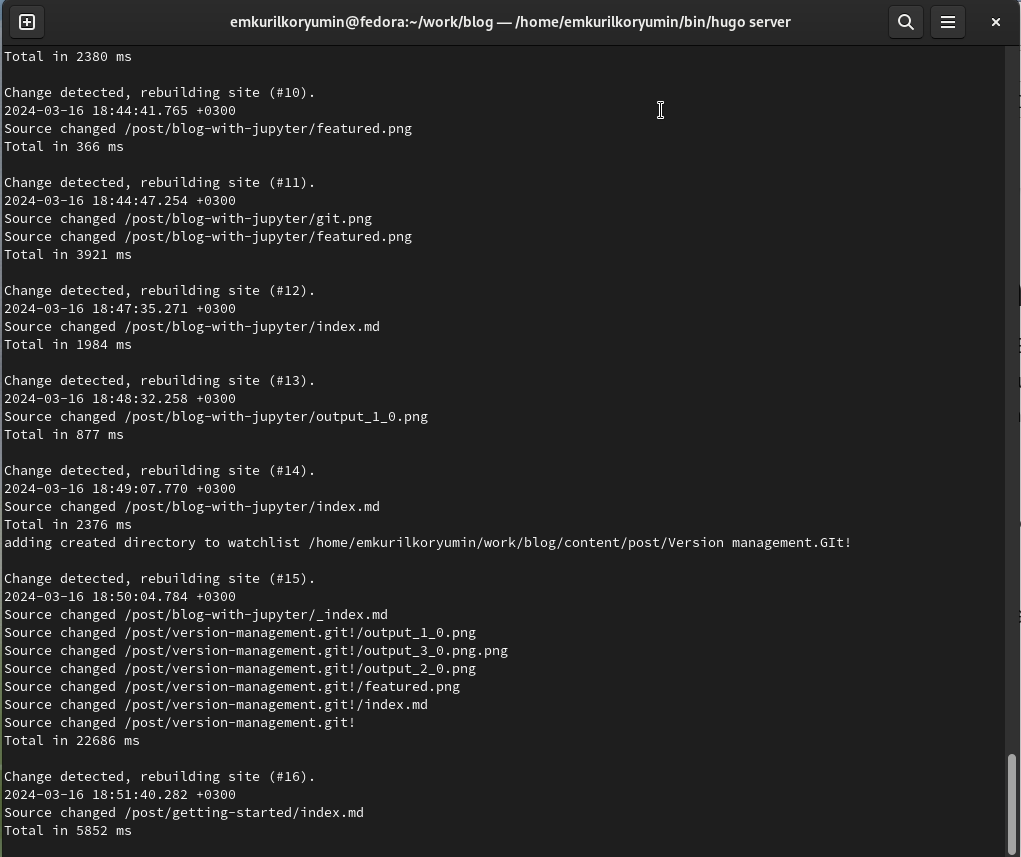 emkurilkoryumin@fedora:~/work/blog — /home/emkurilkoryumin/bin/hugo server
Total in 2380 ms
Change detected, rebuilding site (#10).
2024-03-16 18:44:41.765 +0300
Source changed /post/blog-with-jupyter/featured.png
Total in 366 ms
Change detected, rebuilding site (#11).
2024-03-16 18:44:47.254 +0300
Source changed /post/blog-with-jupyter/git.png
Source changed /post/blog-with-jupyter/featured.png
Total in 3921 ms
Change detected, rebuilding site (#12).
2024-03-16 18:47:35.271 +0300
Source changed /post/blog-with-jupyter/index.md
Total in 1984 ms
Change detected, rebuilding site (#13).
2024-03-16 18:48:32.258 +0300
Source changed /post/blog-with-jupyter/output_1_0.png
Total in 877 ms
Change detected, rebuilding site (#14).
2024-03-16 18:49:07.770 +0300
Source changed /post/blog-with-jupyter/index.md
Total in 2376 ms
adding created directory to watchlist /home/emkurilkoryumin/work/blog/content/post/Version management.GIt!
Change detected, rebuilding site (#15).
2024-03-16 18:50:04.784 +0300
Source changed /post/blog-with-jupyter/_index.md
Source changed /post/version-management.git!/output_1_0.png
Source changed /post/version-management.git!/output_3_0.png.png
Source changed /post/version-management.git!/output_2_0.png
Source changed /post/version-management.git!/featured.png
Source changed /post/version-management.git!/index.md
Source changed /post/version-management.git!
Total in 22686 ms
Change detected, rebuilding site (#16).
2024-03-16 18:51:40.282 +0300
Source changed /post/getting-started/index.md
Total in 5852 ms